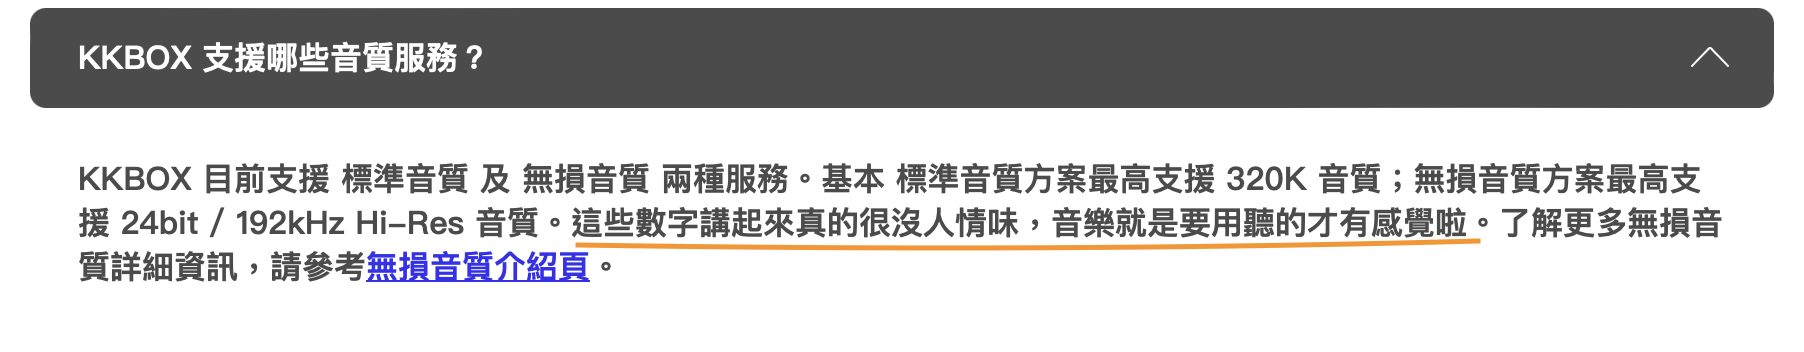 KKBOX 支援哪些音質服務？
KKBOX 目前支援 標準音質 及 無損音質 兩種服務。基本 標準音質方案最高支援 320K 音質；無損音質方案最高支
援 24bit / 192kHz Hi-Res 音質。這些數字講起來真的很沒人情味，音樂就是要用聽的才有感覺啦。了解更多無損音
質詳細資訊，請參考無損音質介紹頁。